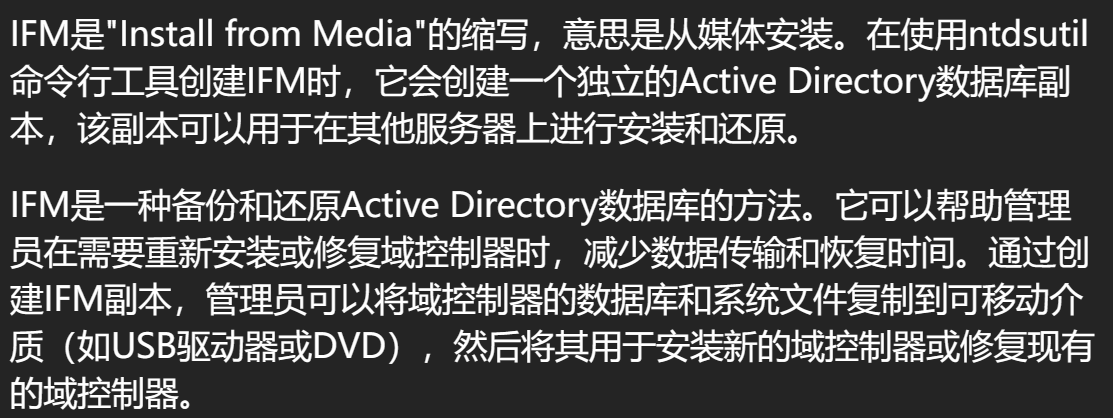 IFM是"Install from Media"的缩写，意思是从媒体安装。在使用ntdsutil
命令行工具创建IFM时，它会创建一个独立的Active Directory数据库副
本，该副本可以用于在其他服务器上进行安装和还原。
IFM是一种备份和还原Active Directory数据库的方法。它可以帮助管理
员在需要重新安装或修复域控制器时，减少数据传输和恢复时间。通过创
建IFM副本，管理员可以将域控制器的数据库和系统文件复制到可移动介
质（如USB驱动器或DVD），然后将其用于安装新的域控制器或修复现有
的域控制器。